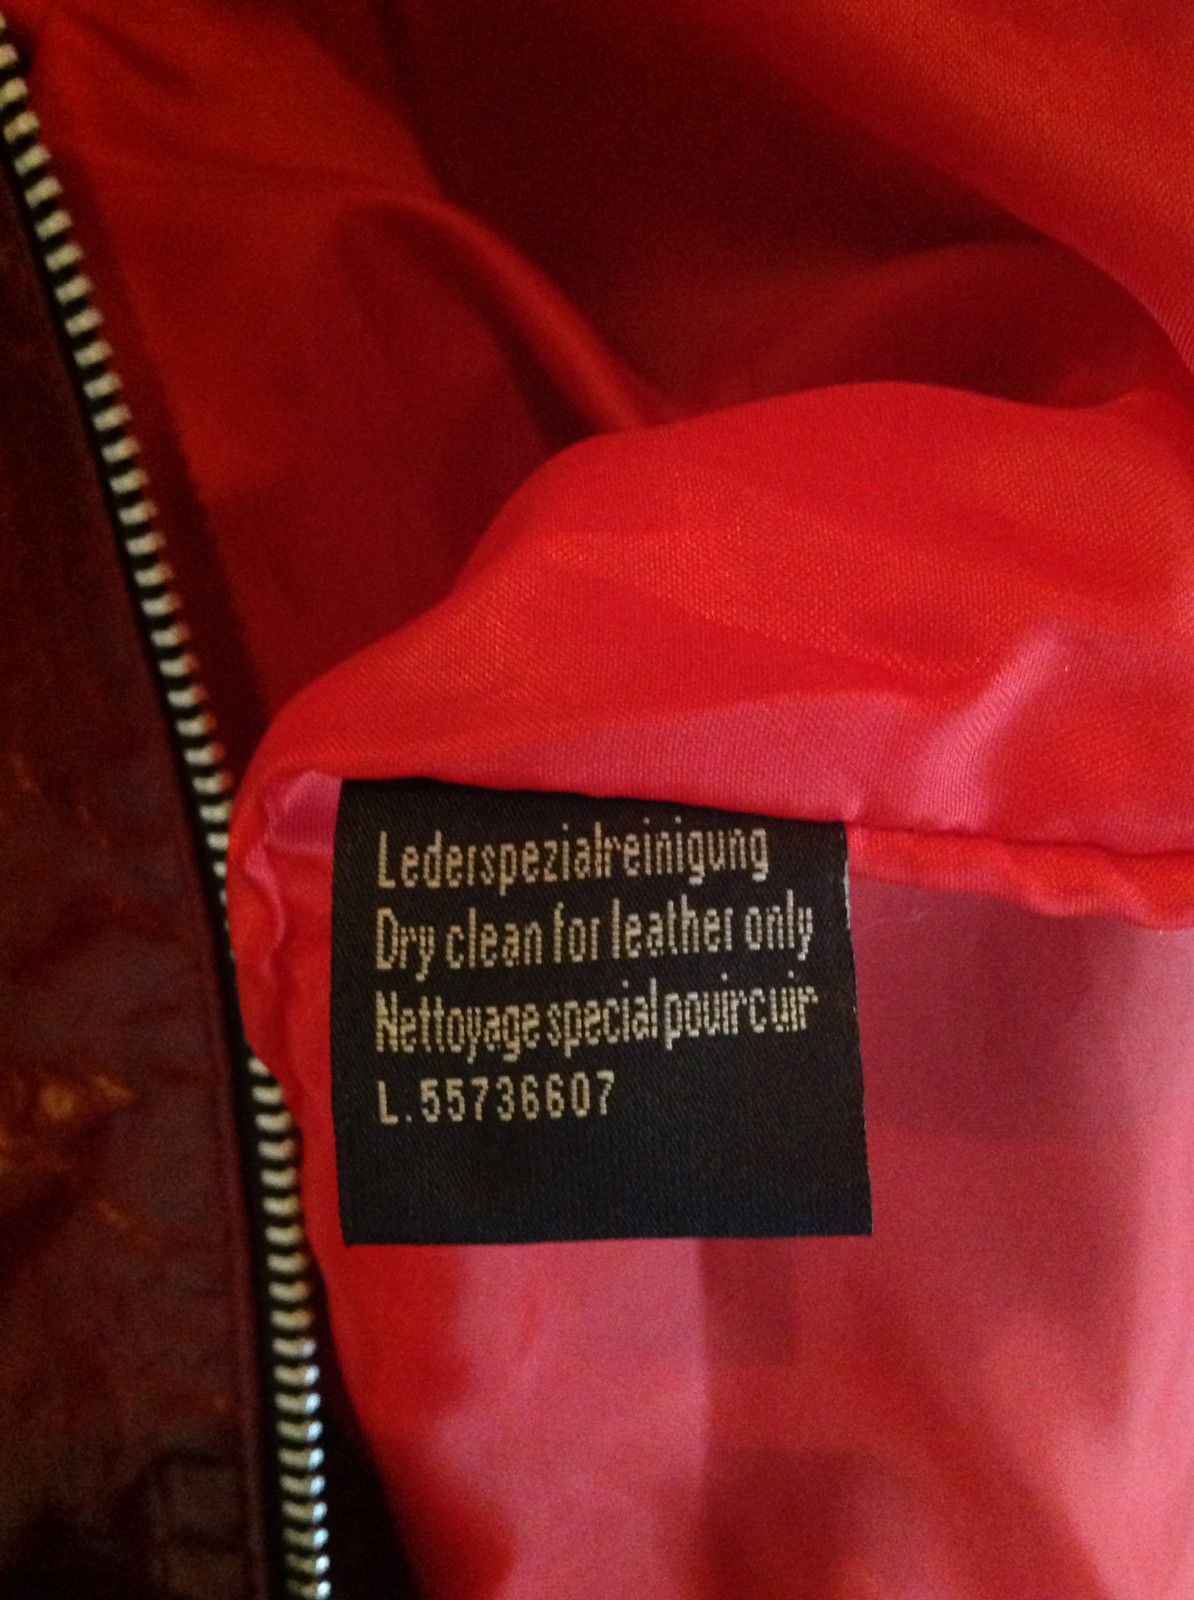 Lederspezialreinigung
Dry clean for leather only
Nettoyage special pouir cuir
L.55736607